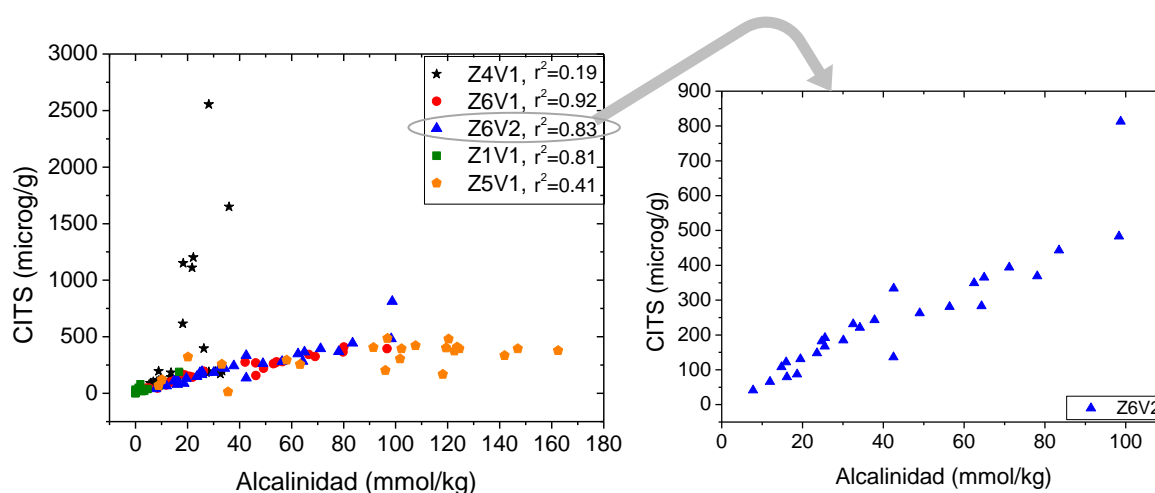 3000
2500
2000
1500
1000
500
0
CITS (microg/g)
Z4V1, r²=0.19
Z6V1, r²=0.92
Z6V2, r²=0.83
Z1V1, r²=0.81
Z5V1, r²=0.41
0 20 40 60 80 100 120 140 160 180
Alcalinidad (mmol/kg)
900
800
700
600
500
400
300
200
100
0
CITS (microg/g)
Z6V2
0 20 40 60 80 100
Alcalinidad (mmol/kg)